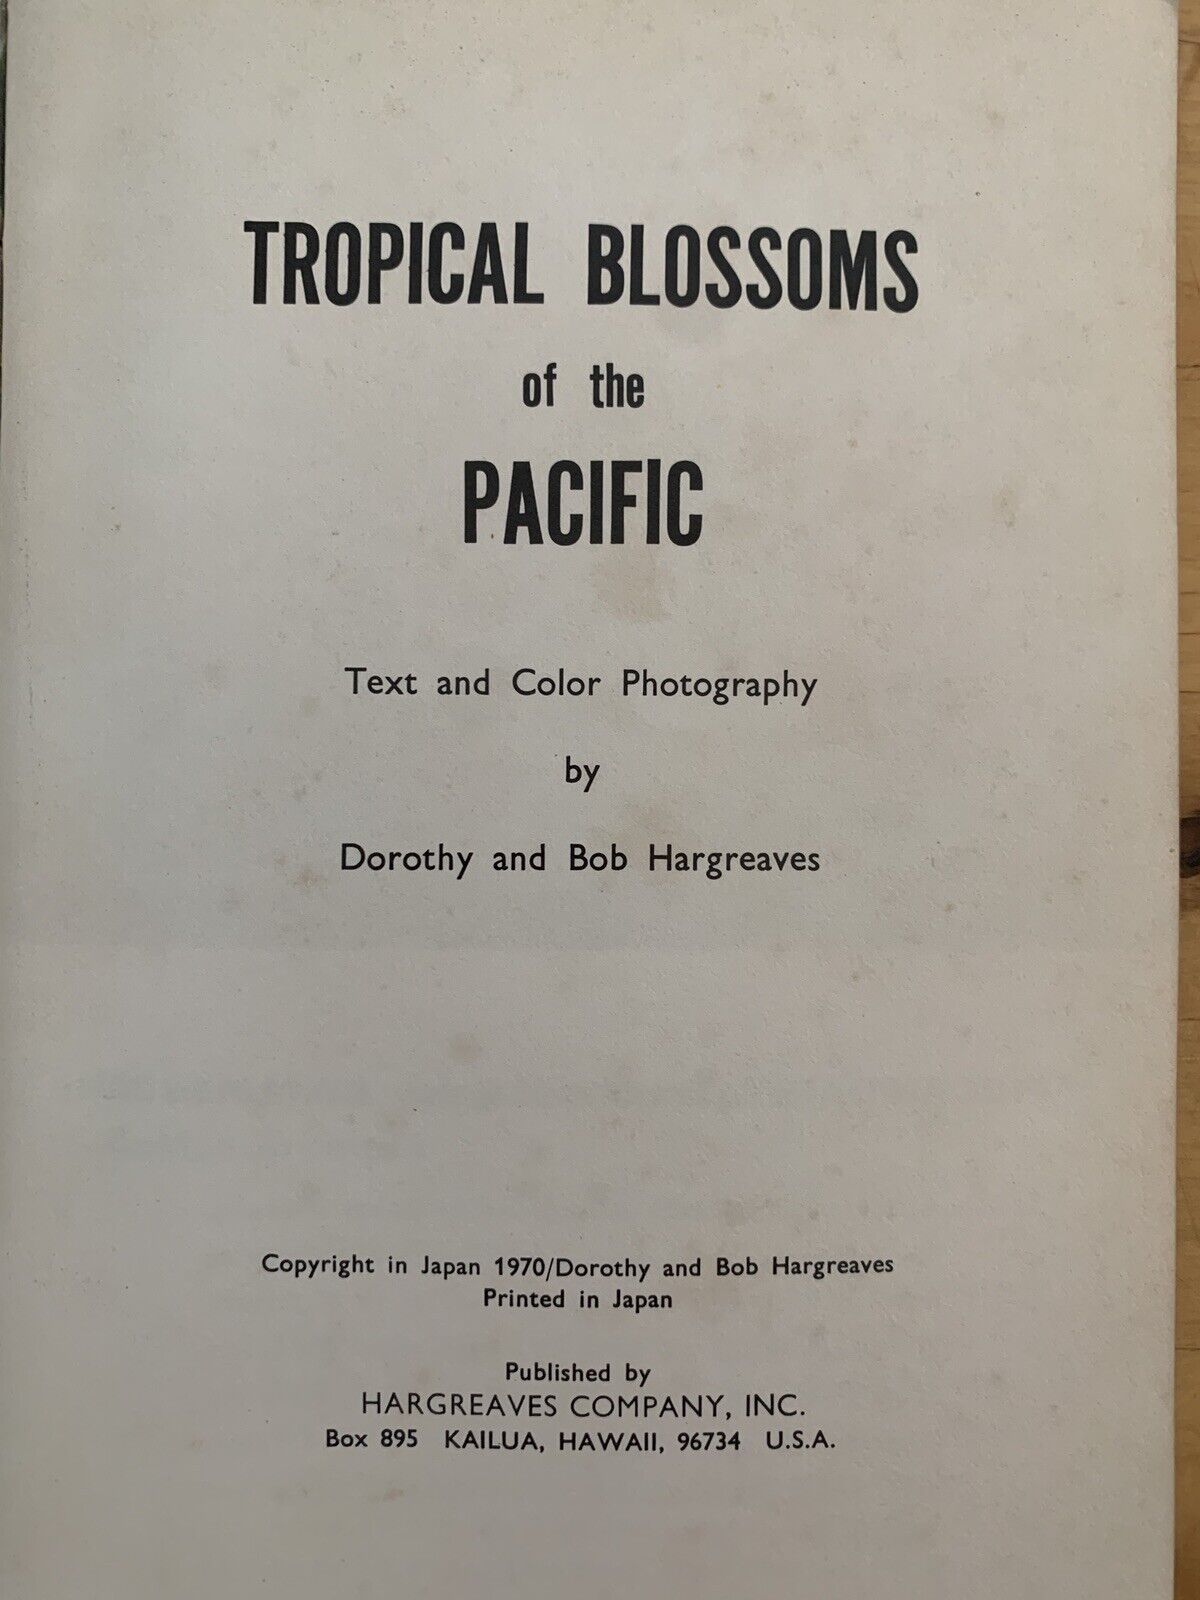 TROPICAL BLOSSOMS
of the
PACIFIC
Text and Color Photography
by
Dorothy and Bob Hargreaves
Copyright in Japan 1970/Dorothy and Bob Hargreaves
Printed in Japan
Published by
HARGREAVES COMPANY, INC.
Box 895 KAILUA, HAWAII, 96734 U.S.A.